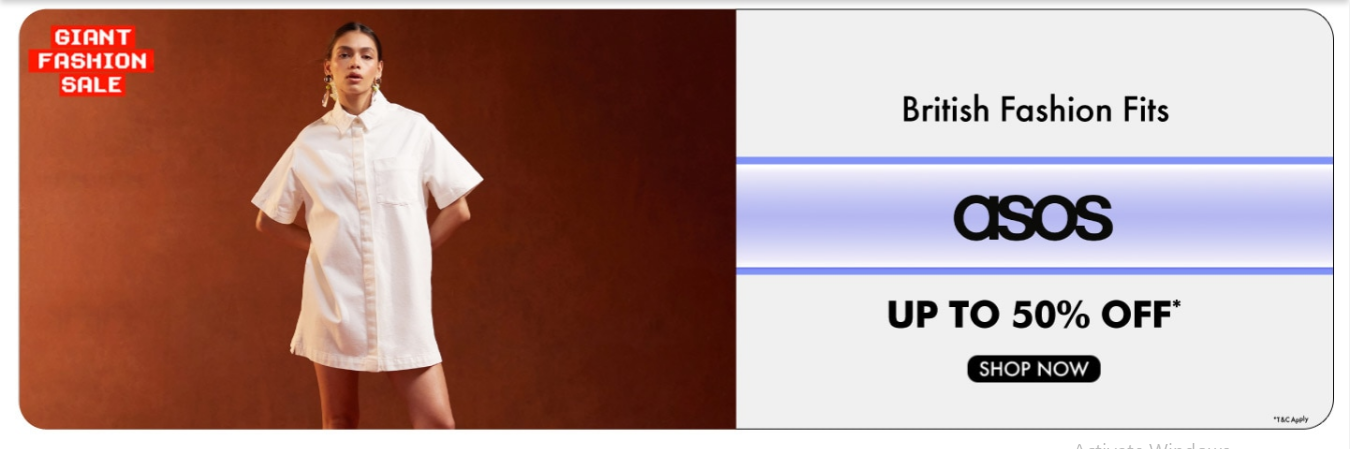 GIANT
FASHION
SALE
British Fashion Fits
asos
UP TO 50% OFF*
SHOP NOW
*T&C Apply
Activate Windows